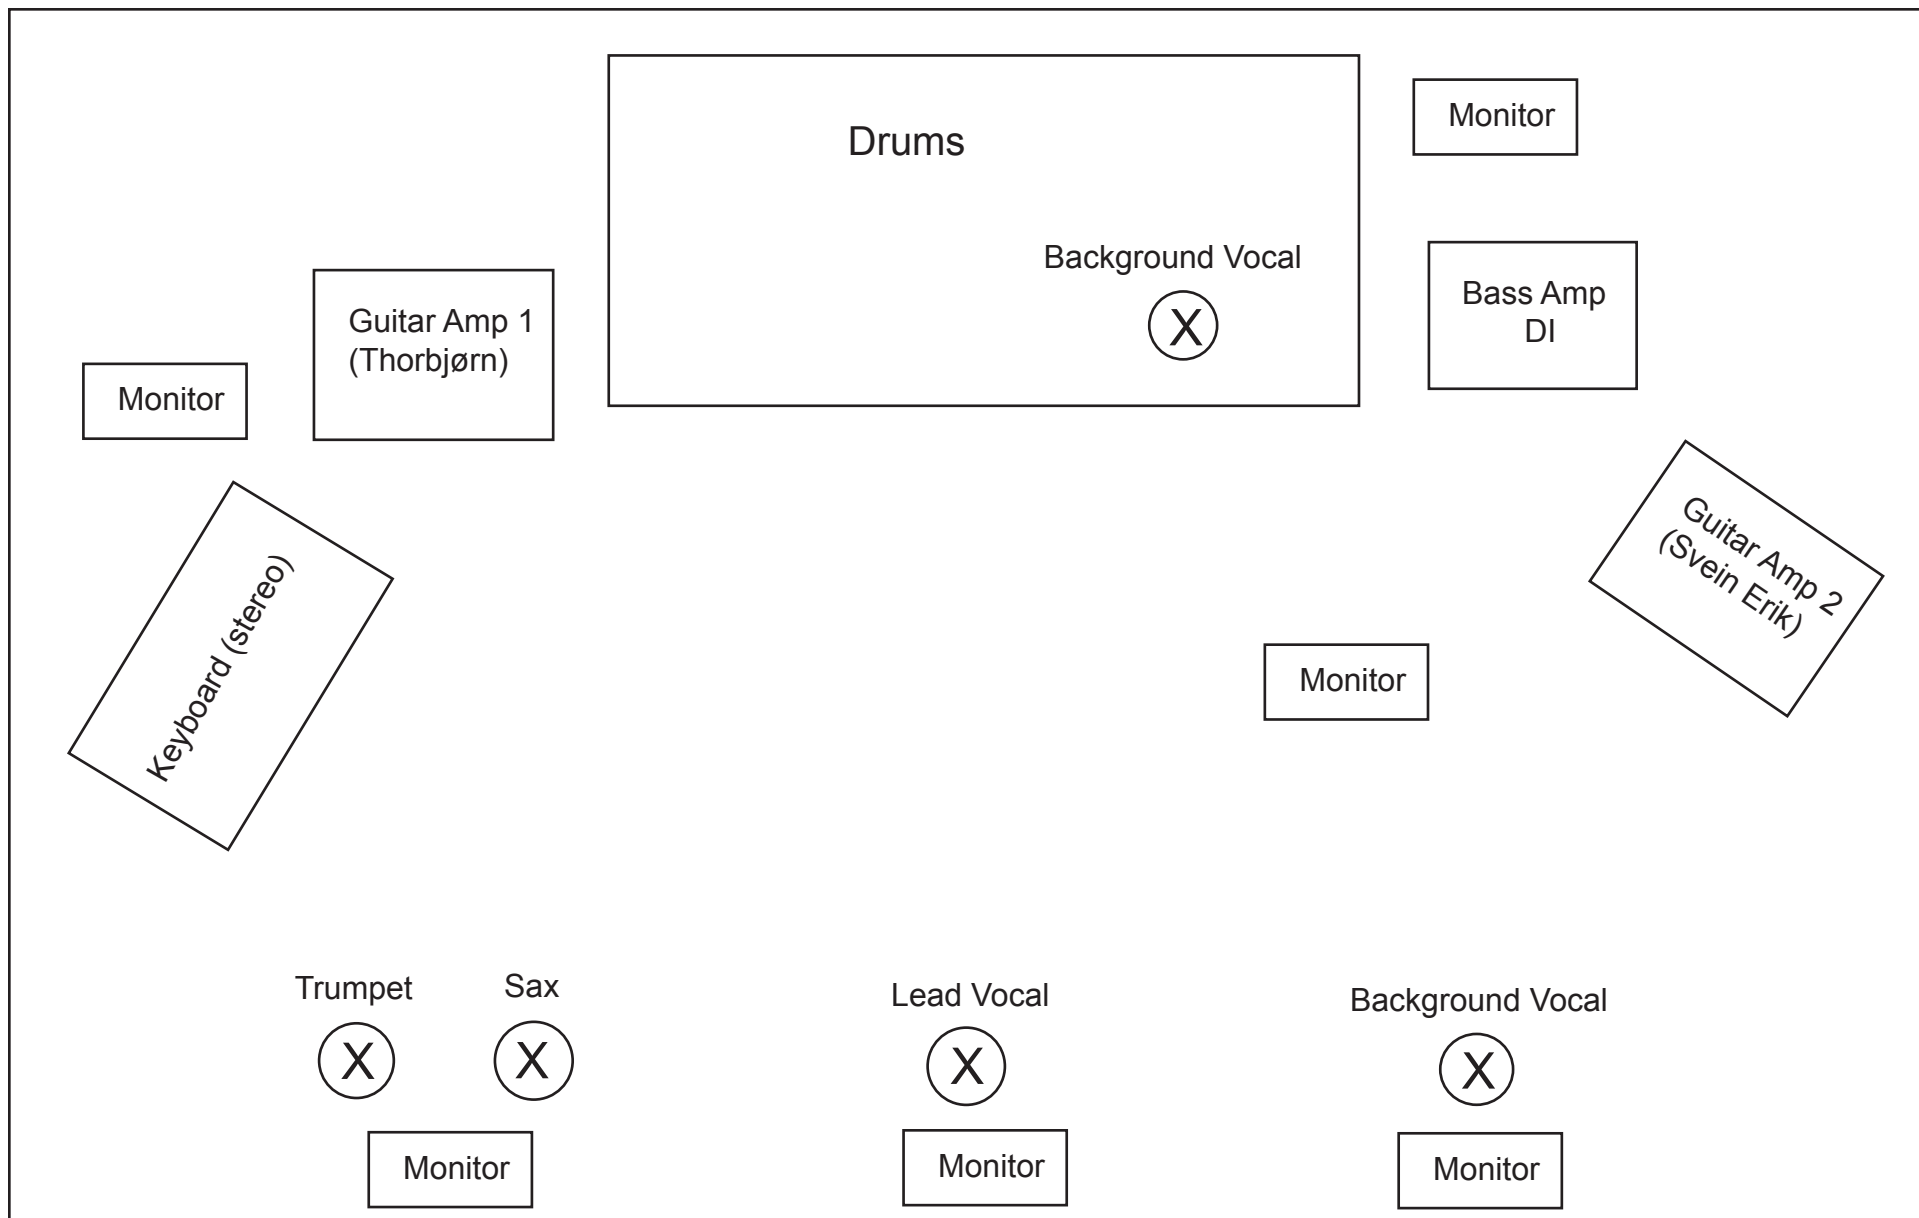 Monitor
Drums
Background Vocal
X
Bass Amp
DI
Guitar Amp 1
(Thorbjørn)
Monitor
Guitar Amp 2
(Svein Erik)
Keyboard (stereo)
Monitor
Trumpet
Sax
Lead Vocal
Background Vocal
X
X
X
X
Monitor
Monitor
Monitor